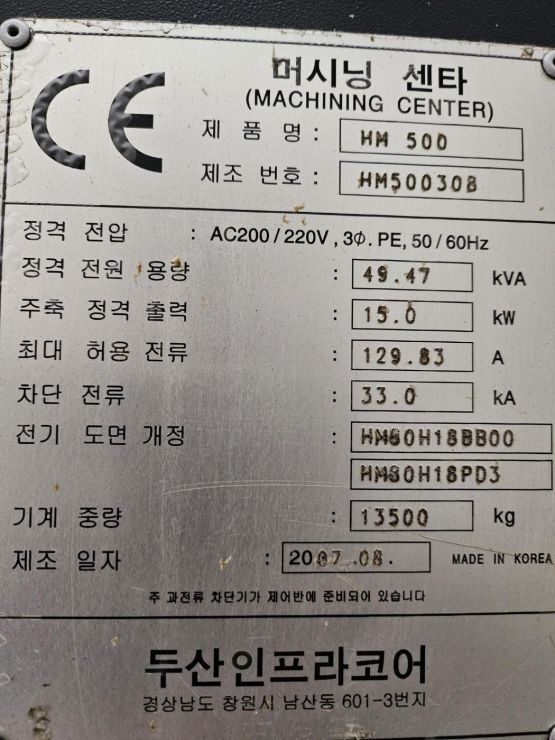 CE
머시닝 센타
(MACHINING CENTER)
제 품 명 : HM 500
제조 번호 : HM500308
정격 전압 : AC200 / 220V , 3Φ. PE, 50 / 60Hz
정격 전원 용량 : 49.47 kVA
주축 정격 출력 : 15.0 kW
최대 허용 전류 : 129.83 A
차단 전류 : 33.0 kA
전기 도면 개정 :
기계 중량 : 13500 kg
제조 일자 : 2007.08. MADE IN KOREA
주 과전류 차단기가 제어반에 준비되어 있습니다
두산인프라코어
경상남도 창원시 남산동 601-3번지